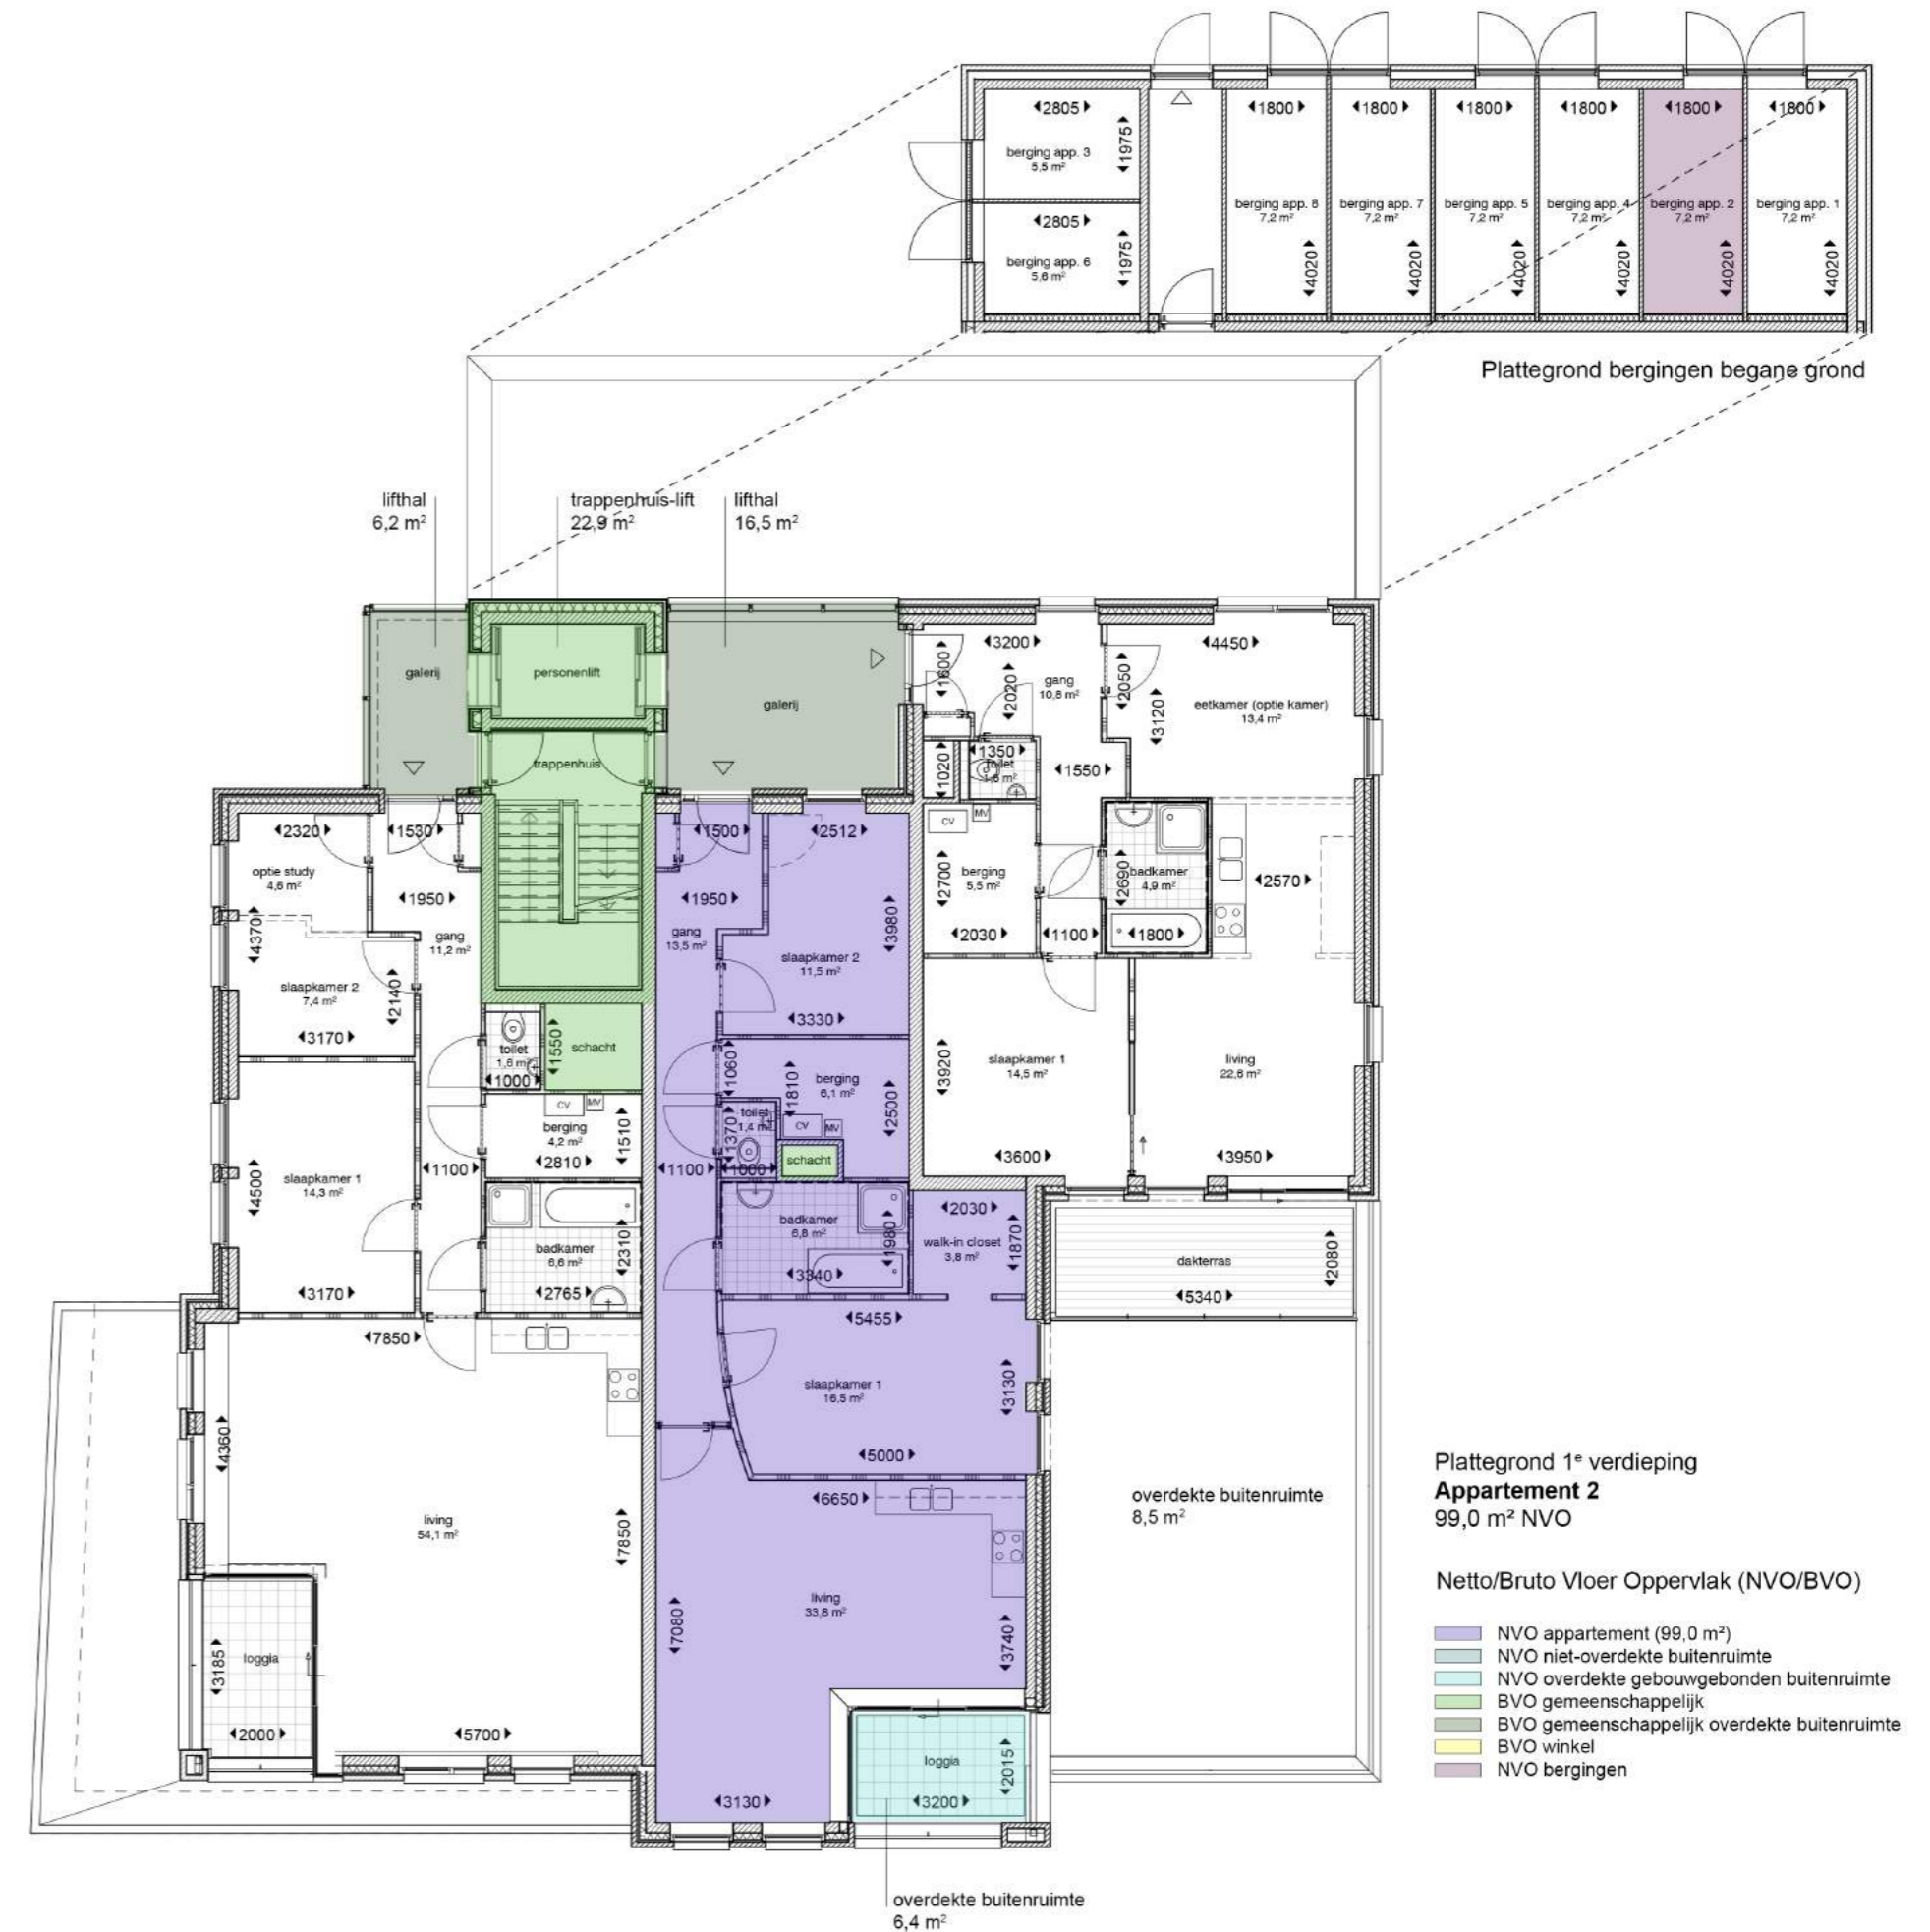 2805
1975
berging app. 3
5,5 m²
2805
1975
berging app. 6
5,6 m²
1800
berging app. 8
7,2 m²
4020
1800
berging app. 7
7,2 m²
4020
1800
berging app. 5
7,2 m²
4020
1800
berging app. 4
7,2 m²
4020
1800
berging app. 2
7,2 m²
4020
1800
berging app. 1
7,2 m²
4020
Plattegrond bergingen begane grond
lifthal
6,2 m²
trappenhuis-lift
22,9 m²
lifthal
16,5 m²
galerij
personenlift
galerij
trappenhuis
1600
3200
2020
gang
10,8 m²
2050
4450
3120
eetkamer (optie kamer)
13,4 m²
1020
1350
toilet
1,6 m²
1550
CV
MV
2700
berging
5,5 m²
2030
1100
2690
badkamer
4,9 m²
1800
2570
3920
slaapkamer 1
14,5 m²
3600
living
22,6 m²
3950
dakterras
2080
5340
2320
optie study
4,6 m²
1530
1950
4370
gang
11,2 m²
slaapkamer 2
7,4 m²
2140
3170
toilet
1,6 m²
1000
1550
schacht
CV
MV
berging
4,2 m²
1510
2810
1100
4500
slaapkamer 1
14,3 m²
3170
badkamer
6,6 m²
2310
2765
7850
4360
living
54,1 m²
7850
3185
loggia
2000
5700
1500
2512
1950
gang
13,5 m²
3980
slaapkamer 2
11,5 m²
3330
1060
1810
berging
6,1 m²
2500
toilet
1,4 m²
1370
CV
MV
schacht
1100
1000
badkamer
6,8 m²
1980
3340
2030
walk-in closet
3,8 m²
1870
5455
slaapkamer 1
16,5 m²
3130
5000
6650
living
33,8 m²
7080
3740
loggia
2015
3130
3200
overdekte buitenruimte
6,4 m²
overdekte buitenruimte
8,5 m²
Plattegrond 1e verdieping
Appartement 2
99,0 m² NVO
Netto/Bruto Vloer Oppervlak (NVO/BVO)
NVO appartement (99,0 m²)
NVO niet-overdekte buitenruimte
NVO overdekte gebouwgebonden buitenruimte
BVO gemeenschappelijk
BVO gemeenschappelijk overdekte buitenruimte
BVO winkel
NVO bergingen